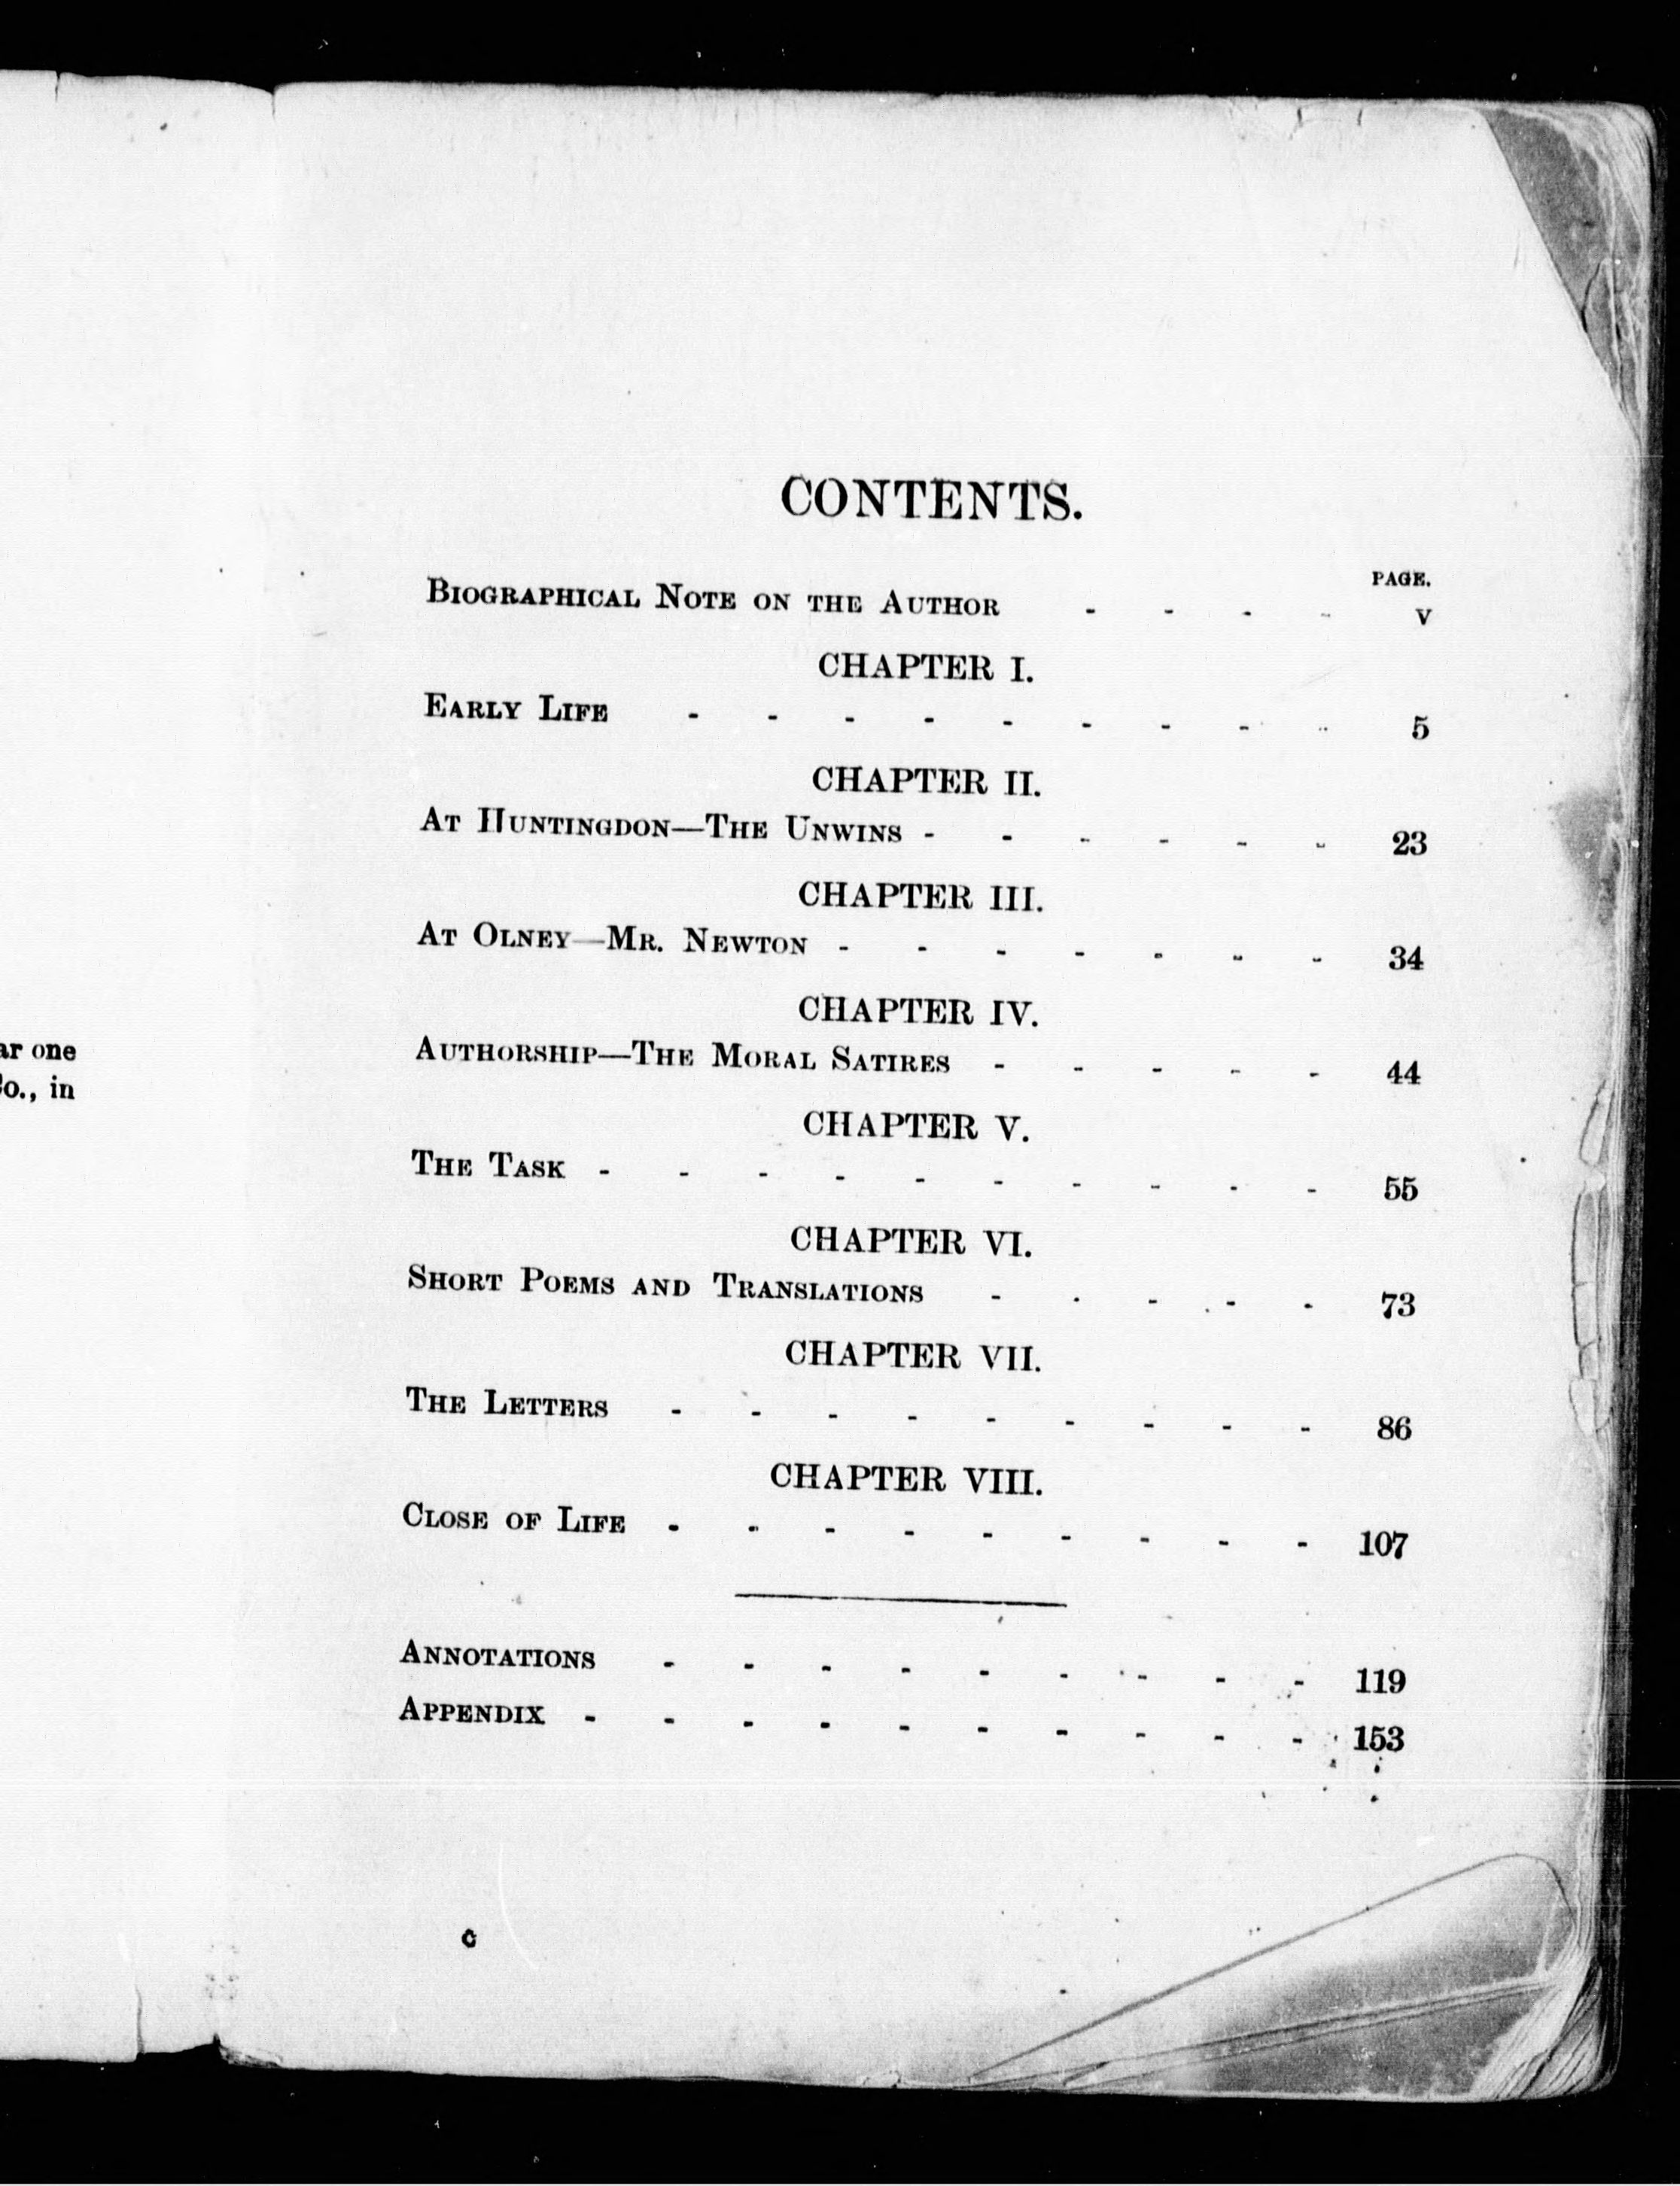 ar one
o., in
CONTENTS.
PAGE.
BIOGRAPHICAL NOTE ON THE AUTHOR - - - - V
CHAPTER I.
EARLY LIFE - - - - - - - - - 5
CHAPTER II.
AT HUNTINGDON—THE UNWINS - - - - - - 23
CHAPTER III.
AT OLNEY—MR. NEWTON - - - - - - - 34
CHAPTER IV.
AUTHORSHIP—THE MORAL SATIRES - - - - - 44
CHAPTER V.
THE TASK - - - - - - - - - - 55
CHAPTER VI.
SHORT POEMS AND TRANSLATIONS - - - - - 73
CHAPTER VII.
THE LETTERS - - - - - - - - - 86
CHAPTER VIII.
CLOSE OF LIFE - - - - - - - - - 107
ANNOTATIONS - - - - - - - - - 119
APPENDIX - - - - - - - - - - 153
C